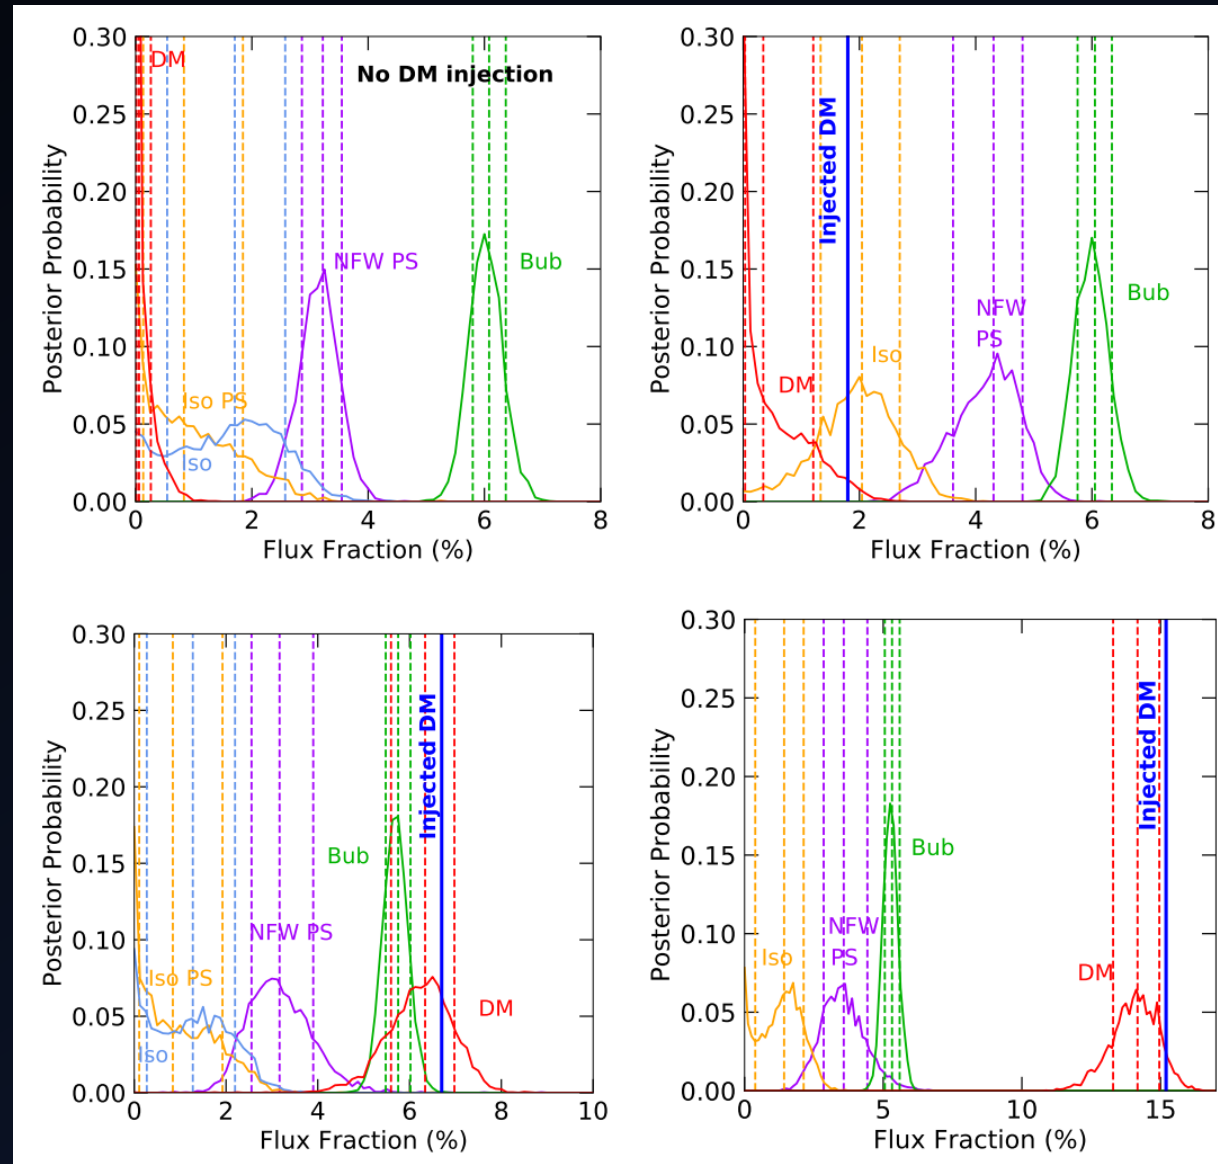 0.30
0.25
0.20
0.15
0.10
0.05
0.00
Posterior Probability
DM
No DM injection
NFW PS
Bub
Iso PS
Iso
0 2 4 6 8
Flux Fraction (%)
0.30
0.25
0.20
0.15
0.10
0.05
0.00
Posterior Probability
Injected DM
NFW
PS
Bub
Iso
DM
0 2 4 6 8
Flux Fraction (%)
0.30
0.25
0.20
0.15
0.10
0.05
0.00
Posterior Probability
Injected DM
Bub
NFW PS
Iso PS
DM
Iso
0 2 4 6 8 10
Flux Fraction (%)
0.30
0.25
0.20
0.15
0.10
0.05
0.00
Posterior Probability
Injected DM
Bub
NFW
PS
Iso
DM
0 5 10 15
Flux Fraction (%)